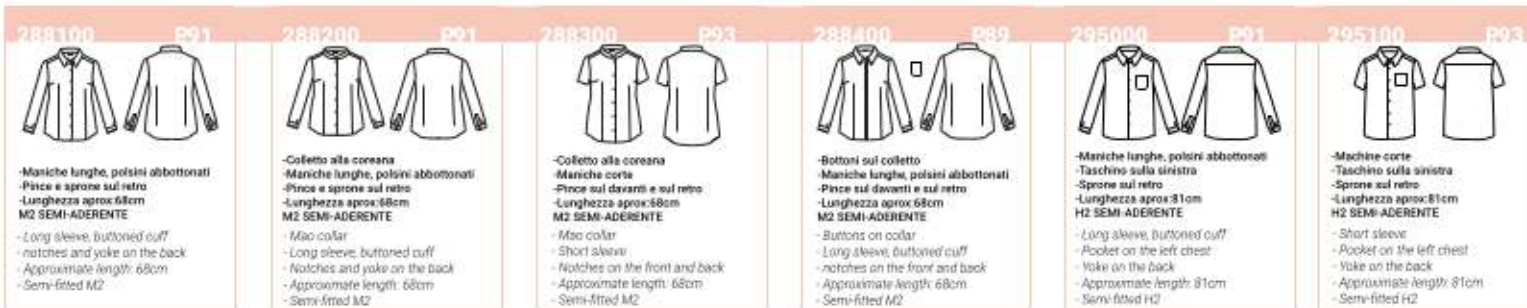 288100 P91
-Maniche lunghe, polsini abbottonati
-Pince e sprone sul retro
-Lunghezza aprox:68cm
M2 SEMI-ADERENTE
- Long sleeve, buttoned cuff
- notches and yoke on the back
- Approximate length: 68cm
- Semi-fitted M2
288200 P91
-Colletto alla coreana
-Maniche lunghe, polsini abbottonati
-Pince e sprone sul retro
-Lunghezza aprox:68cm
M2 SEMI-ADERENTE
- Mao collar
- Long sleeve, buttoned cuff
- Notches and yoke on the back
- Approximate length: 68cm
- Semi-fitted M2
288300 P93
-Colletto alla coreana
-Maniche corte
-Pince sul davanti e sul retro
-Lunghezza aprox:68cm
M2 SEMI-ADERENTE
- Mao collar
- Short sleeve
- Notches on the front and back
- Approximate length: 68cm
- Semi-fitted M2
288400 P89
-Bottoni sul colletto
-Maniche lunghe, polsini abbottonati
-Pince sul davanti e sul retro
-Lunghezza aprox:68cm
M2 SEMI-ADERENTE
- Buttons on collar
- Long sleeve, buttoned cuff
- notches on the front and back
- Approximate length: 68cm
- Semi-fitted M2
295000 P91
-Maniche lunghe, polsini abbottonati
-Taschino sulla sinistra
-Sprone sul retro
-Lunghezza aprox:81cm
H2 SEMI-ADERENTE
- Long sleeve, buttoned cuff
- Pocket on the left chest
- Yoke on the back
- Approximate length: 81cm
- Semi-fitted H2
295100 P93
-Machine corte
-Taschino sulla sinistra
-Sprone sul retro
-Lunghezza aprox:81cm
H2 SEMI-ADERENTE
- Short sleeve
- Pocket on the left chest
- Yoke on the back
- Approximate length: 81cm
- Semi-fitted H2